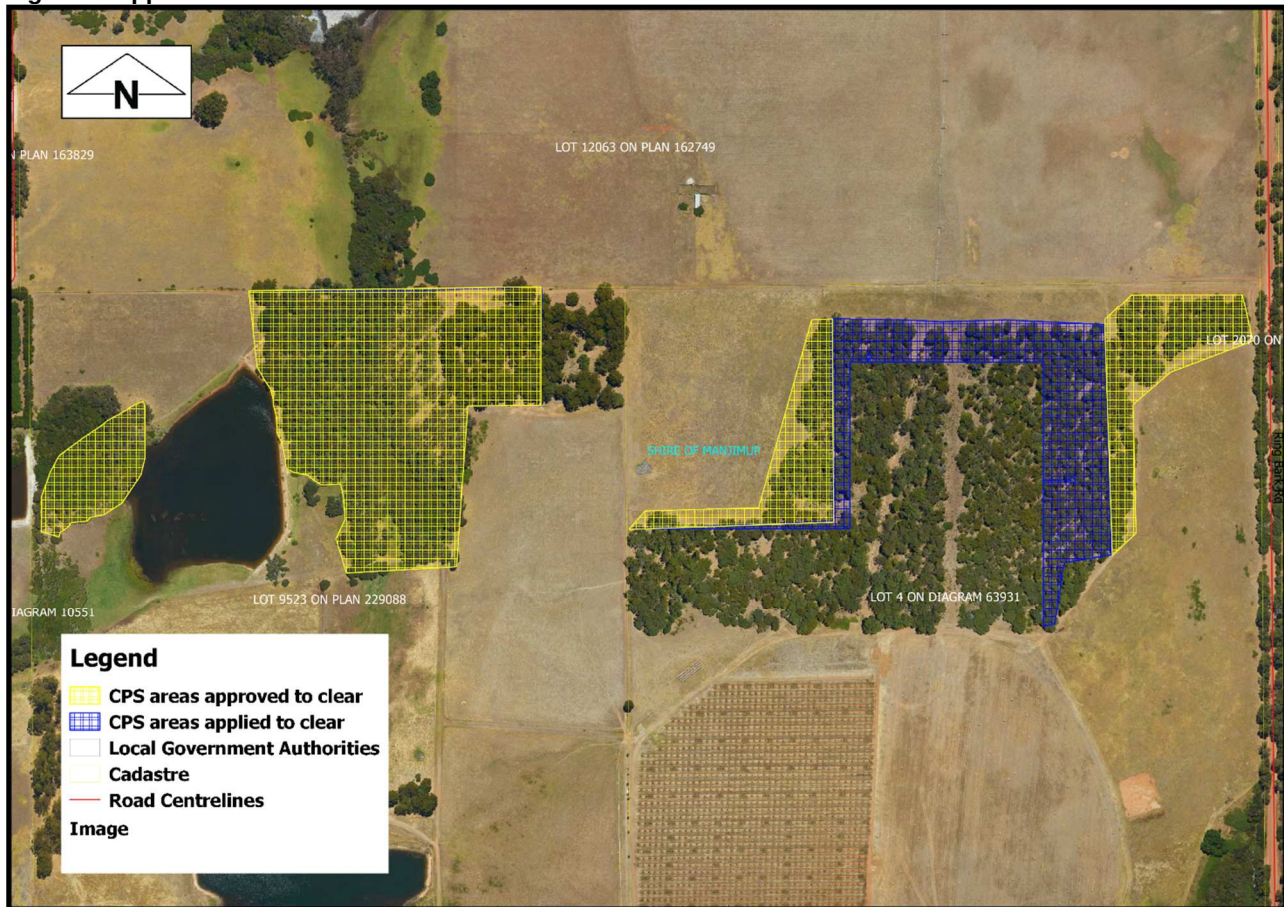 N
N PLAN 163829
LOT 12063 ON PLAN 162749
LOT 2070 ON
SHIRE OF MANJIMUP
LOT 9523 ON PLAN 229088
LOT 4 ON DIAGRAM 63931
IAGRAM 10551
Legend
CPS areas approved to clear
CPS areas applied to clear
Local Government Authorities
Cadastre
Road Centrelines
Image